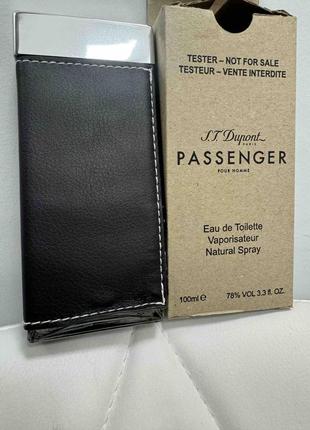 TESTER – NOT FOR SALE
TESTEUR – VENTE INTERDITE
S.T. Dupont
PARIS
PASSENGER
POUR HOMME
Eau de Toilette
Vaporisateur
Natural Spray
100ml ℮ 78% VOL 3.3 fl. OZ.